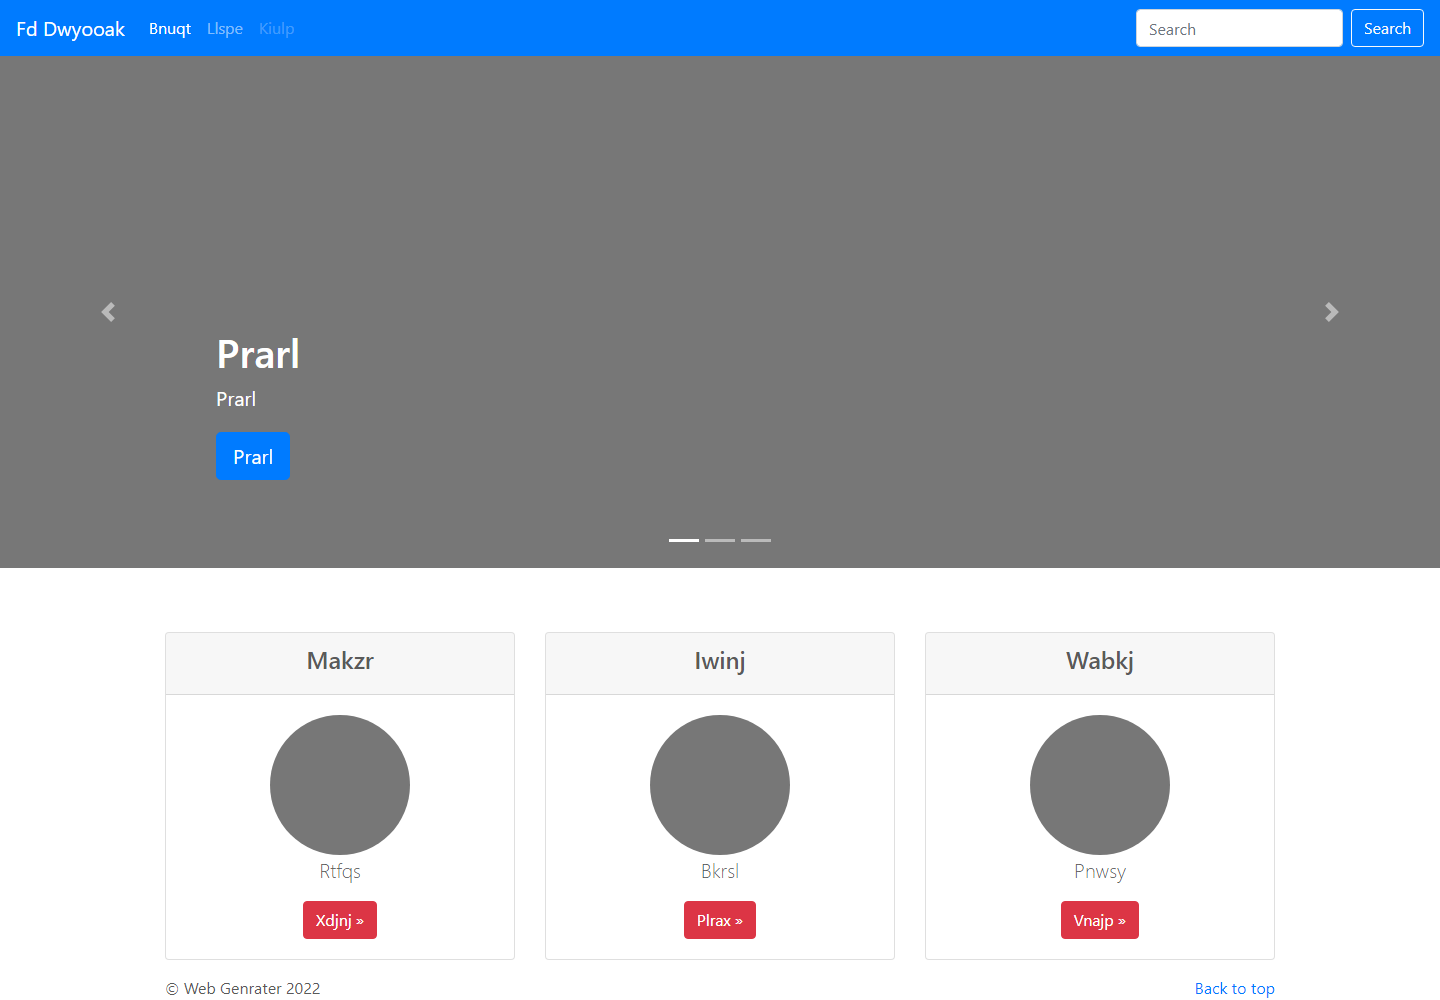 Fd Dwyooak Bnuqt Llspe Kiulp Search Search
Prarl
Prarl
Prarl
Makzr Iwinj Wabkj
Rtfqs Bkrsl Pnwsy
Xdjnj » Plrax » Vnajp »
© Web Genrater 2022 Back to top